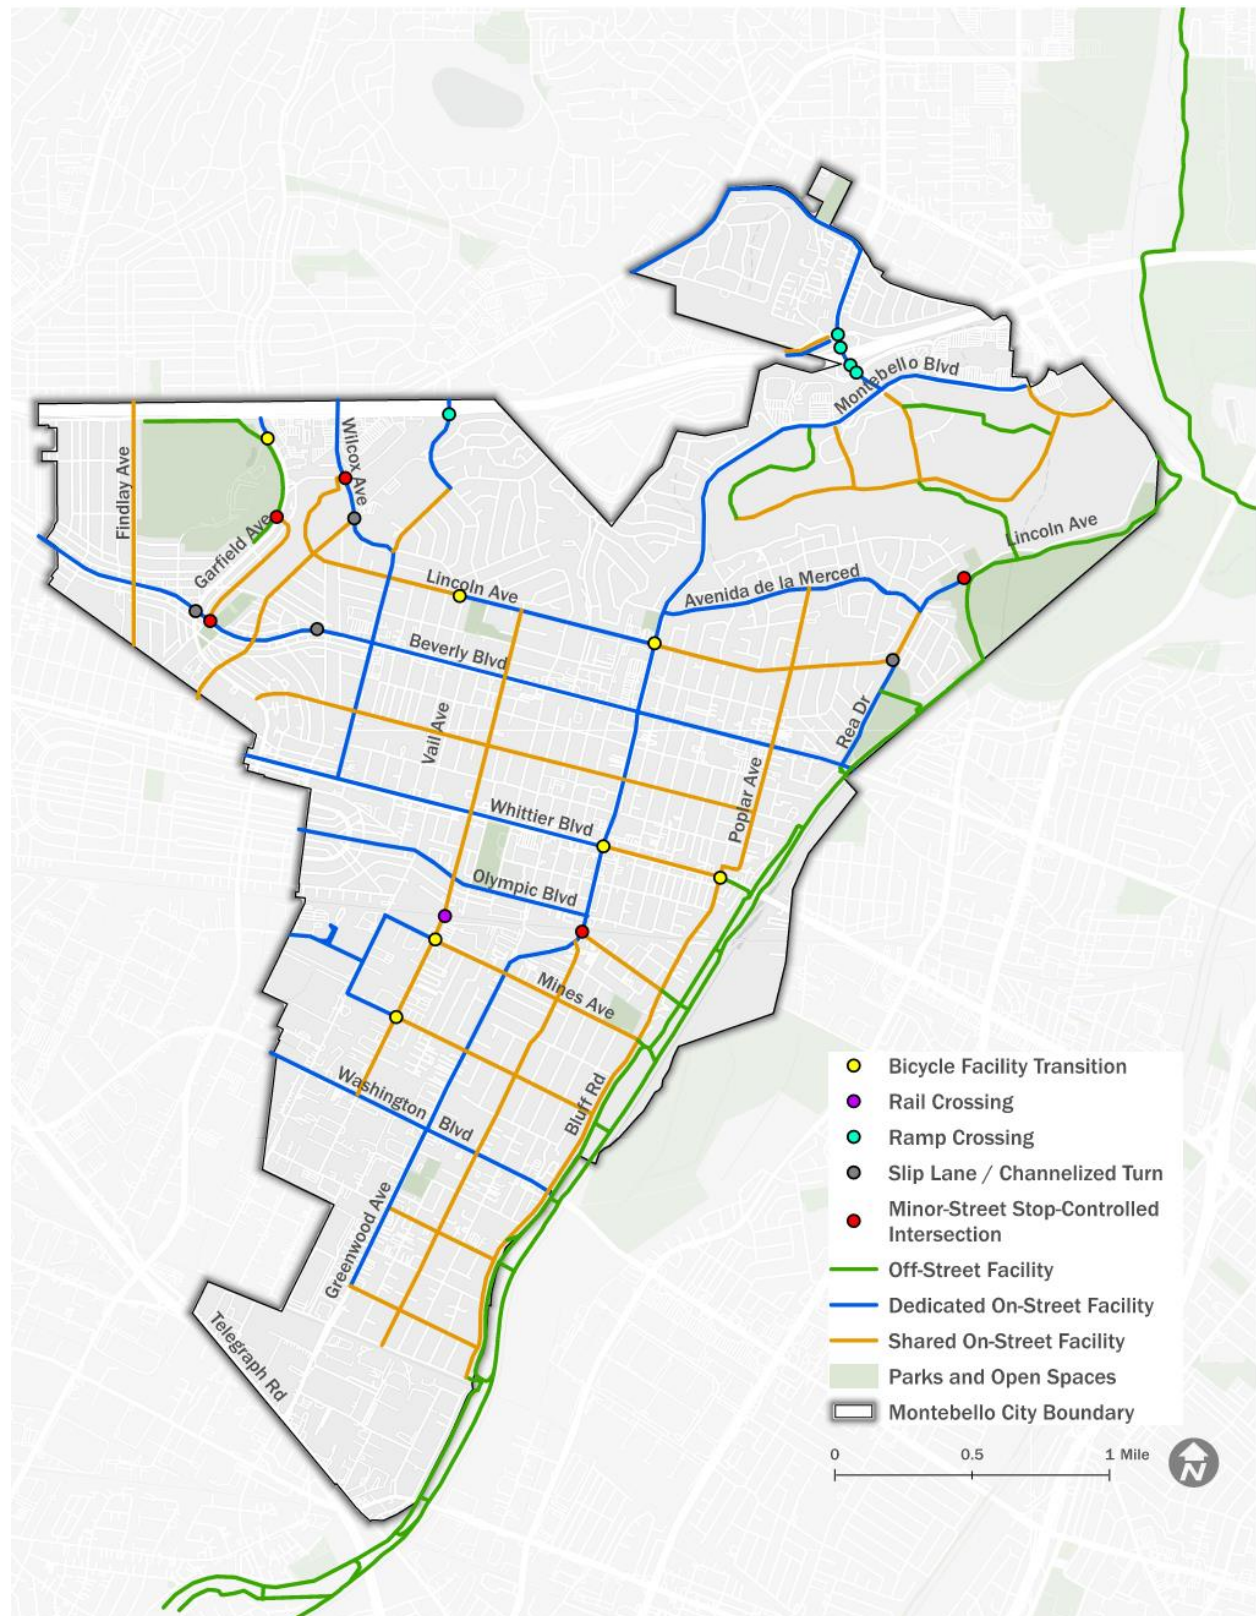 Montebello Blvd
Findlay Ave
Wilcox Ave
Garfield Ave
Lincoln Ave
Lincoln Ave
Avenida de la Merced
Beverly Blvd
Vail Ave
Rea Dr
Poplar Ave
Whittier Blvd
Olympic Blvd
Mines Ave
Washington Blvd
Bluff Rd
Greenwood Ave
Telegraph Rd
Bicycle Facility Transition
Rail Crossing
Ramp Crossing
Slip Lane / Channelized Turn
Minor-Street Stop-Controlled
Intersection
Off-Street Facility
Dedicated On-Street Facility
Shared On-Street Facility
Parks and Open Spaces
Montebello City Boundary
0 0.5 1 Mile
N